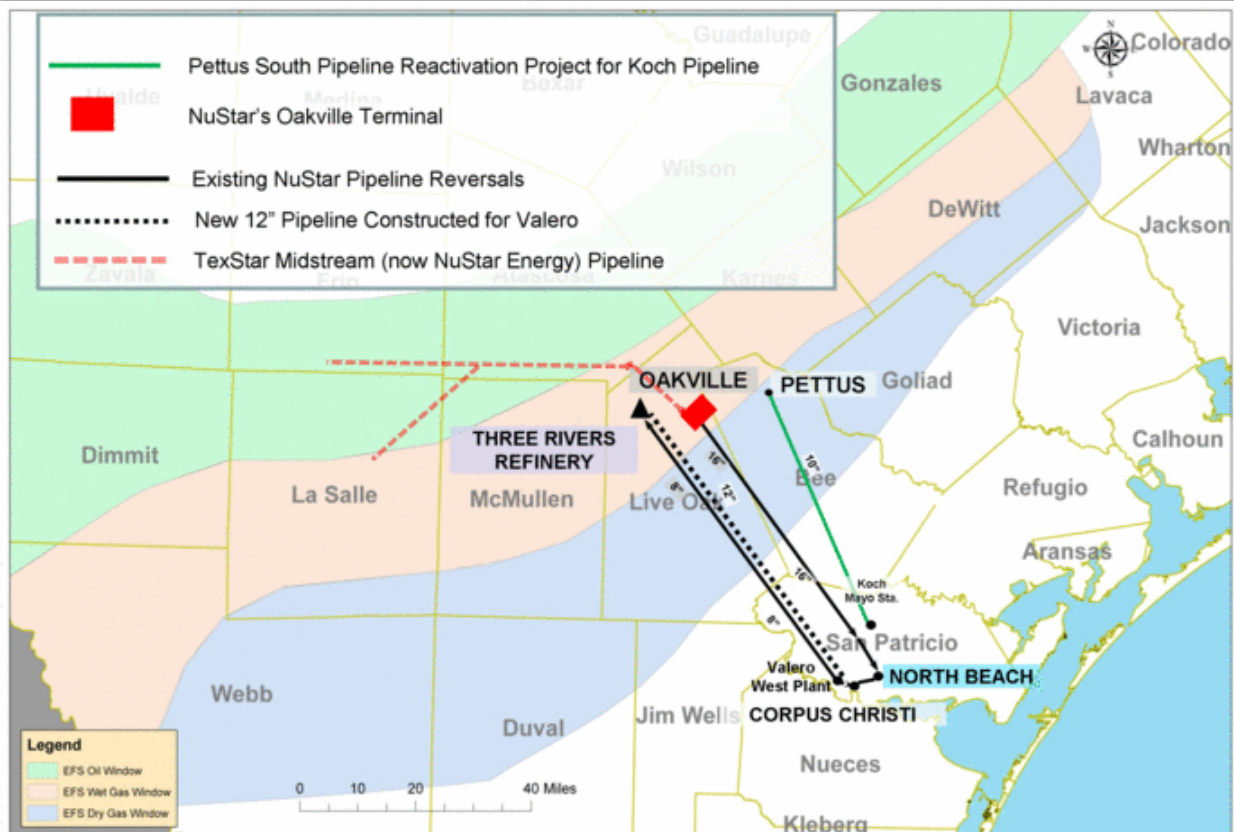 Guadalupe
Colorado
Pettus South Pipeline Reactivation Project for Koch Pipeline
Uvalde
Medina
Bexar
Gonzales
Lavaca
NuStar's Oakville Terminal
Wharton
Wilson
Existing NuStar Pipeline Reversals
DeWitt
New 12" Pipeline Constructed for Valero
Jackson
TexStar Midstream (now NuStar Energy) Pipeline
Zavala
Frio
Atascosa
Karnes
Victoria
OAKVILLE
PETTUS
Goliad
THREE RIVERS
REFINERY
Calhoun
Dimmit
16"
10"
La Salle
McMullen
8"
12"
Live Oak
Bee
Refugio
Aransas
16"
Koch
Mayo Sta.
8"
San Patricio
Valero
West Plant
NORTH BEACH
Webb
Duval
Jim Wells
CORPUS CHRISTI
Nueces
Kleberg
Legend
EFS Oil Window
EFS Wet Gas Window
EFS Dry Gas Window
0 10 20 40 Miles
N
W
S